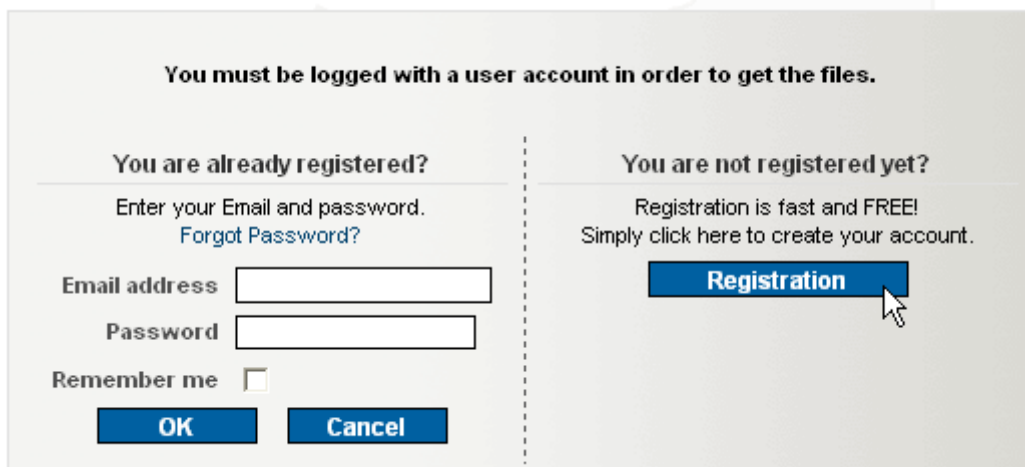 You must be logged with a user account in order to get the files.
You are already registered?
Enter your Email and password.
Forgot Password?
Email address
Password
Remember me
OK
Cancel
You are not registered yet?
Registration is fast and FREE!
Simply click here to create your account.
Registration